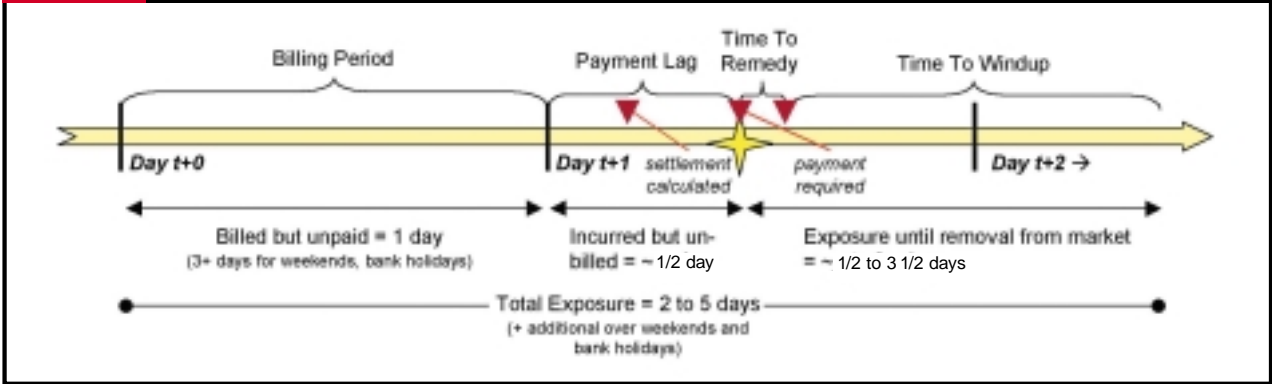 Time To
Billing Period
Payment Lag
Remedy
Time To Windup
Day t+0
Day t+1
settlement
calculated
payment
required
Day t+2 →
Billed but unpaid = 1 day
(3+ days for weekends, bank holidays)
Incurred but un-
billed = ~ 1/2 day
Exposure until removal from market
= ~ 1/2 to 3 1/2 days
Total Exposure = 2 to 5 days
(+ additional over weekends and
bank holidays)